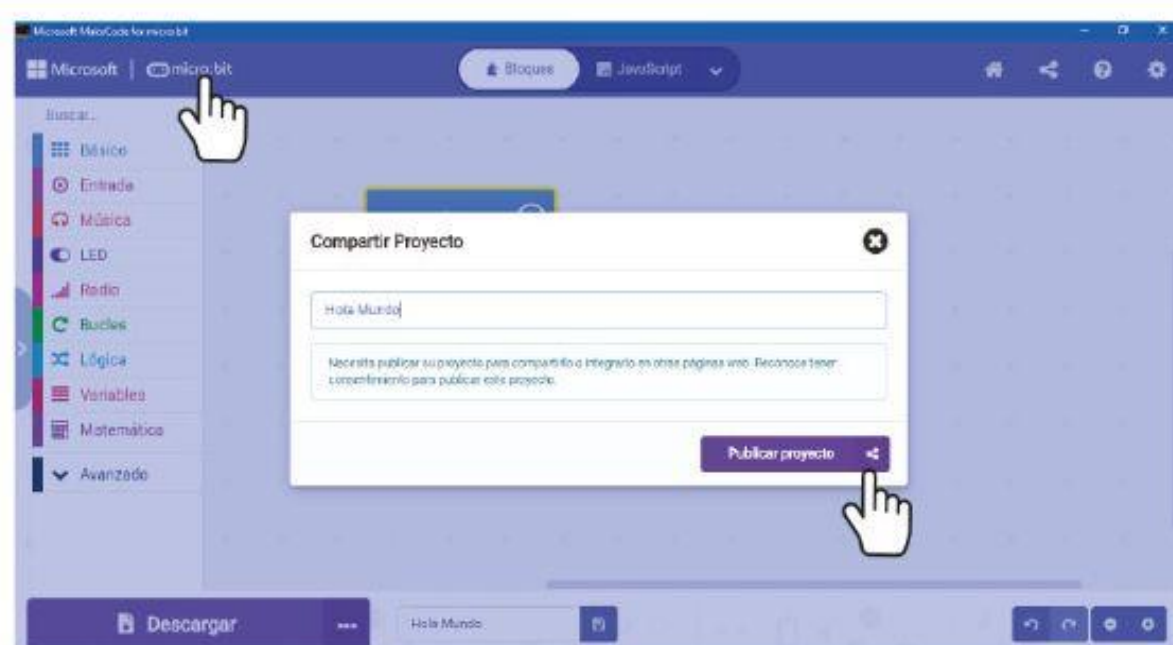 Microsoft MakeCode for micro:bit
Microsoft | micro:bit
Bloques
JavaScript
Buscar...
Básico
Entrada
Música
LED
Radio
Bucles
Lógica
Variables
Matemática
Avanzado
Compartir Proyecto
Hola Mundo
Necesita publicar su proyecto para compartirlo o integrarlo en otras páginas web. Reconoce tener
consentimiento para publicar este proyecto.
Publicar proyecto
Descargar
Hola Mundo